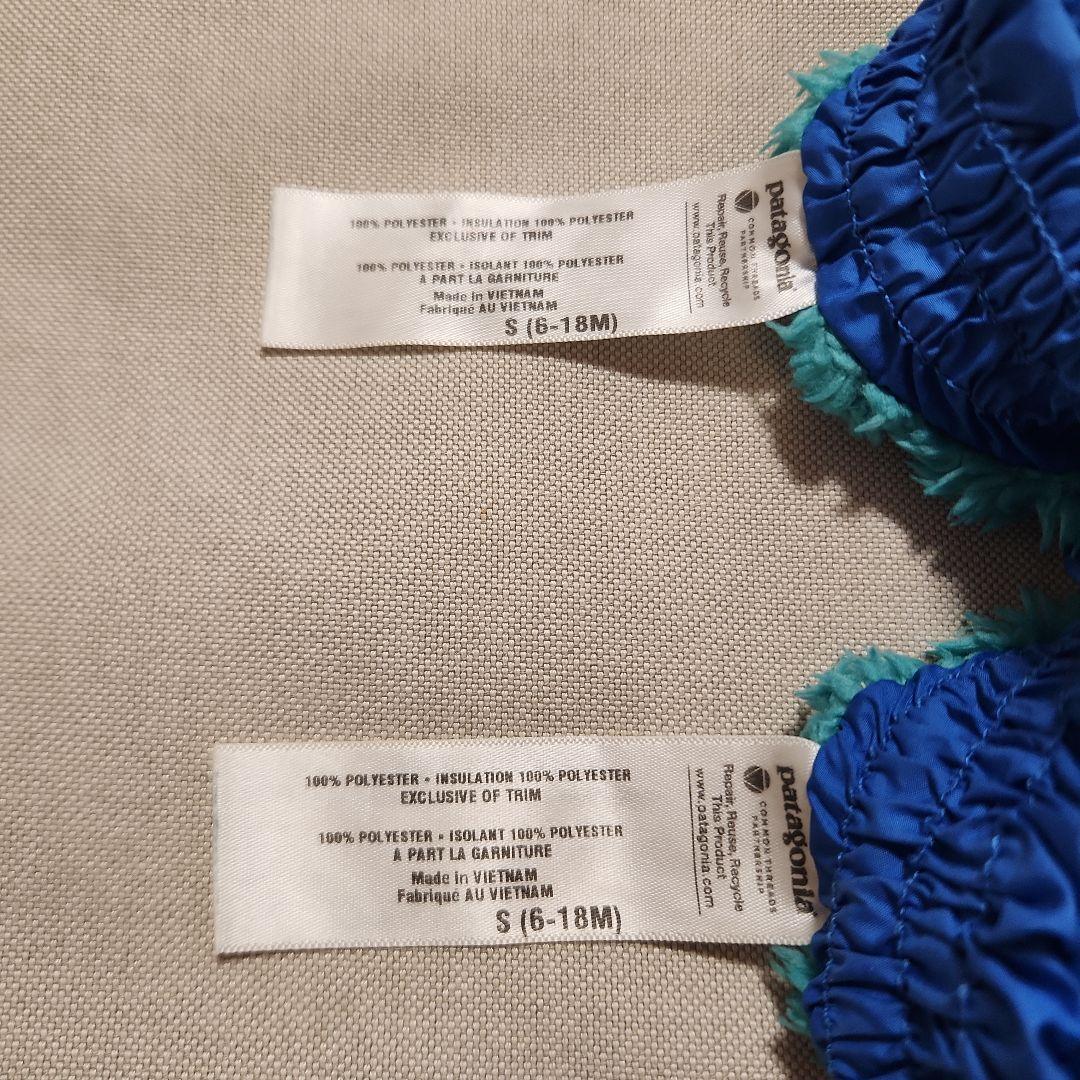 100% POLYESTER • INSULATION 100% POLYESTER
EXCLUSIVE OF TRIM
100% POLYESTER • ISOLANT 100% POLYESTER
A PART LA GARNITURE
Made in VIETNAM
Fabriqué AU VIETNAM
S (6-18M)
patagonia
COMMON THREADS
PARTNERSHIP
Repair, Reuse, Recycle
This Product
www.patagonia.com
100% POLYESTER • INSULATION 100% POLYESTER
EXCLUSIVE OF TRIM
100% POLYESTER • ISOLANT 100% POLYESTER
A PART LA GARNITURE
Made in VIETNAM
Fabriqué AU VIETNAM
S (6-18M)
patagonia
COMMON THREADS
PARTNERSHIP
Repair, Reuse, Recycle
This Product
www.patagonia.com